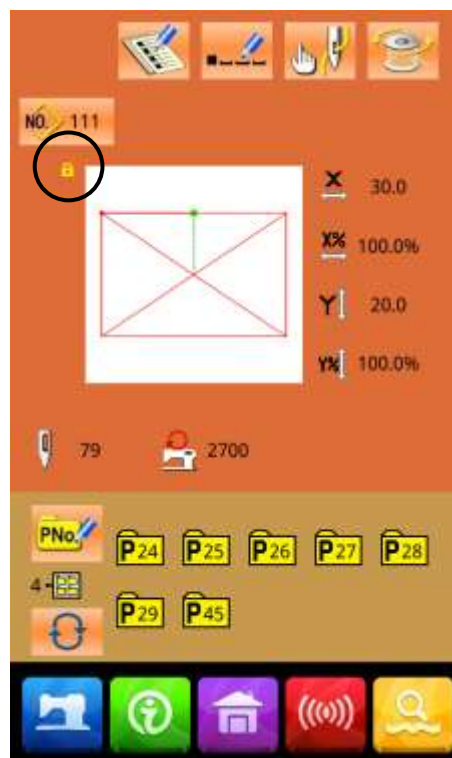 NO. 111
X 30.0
X% 100.0%
Y 20.0
Y% 100.0%
79 2700
PNo.
P24 P25 P26 P27 P28
4-
P29 P45